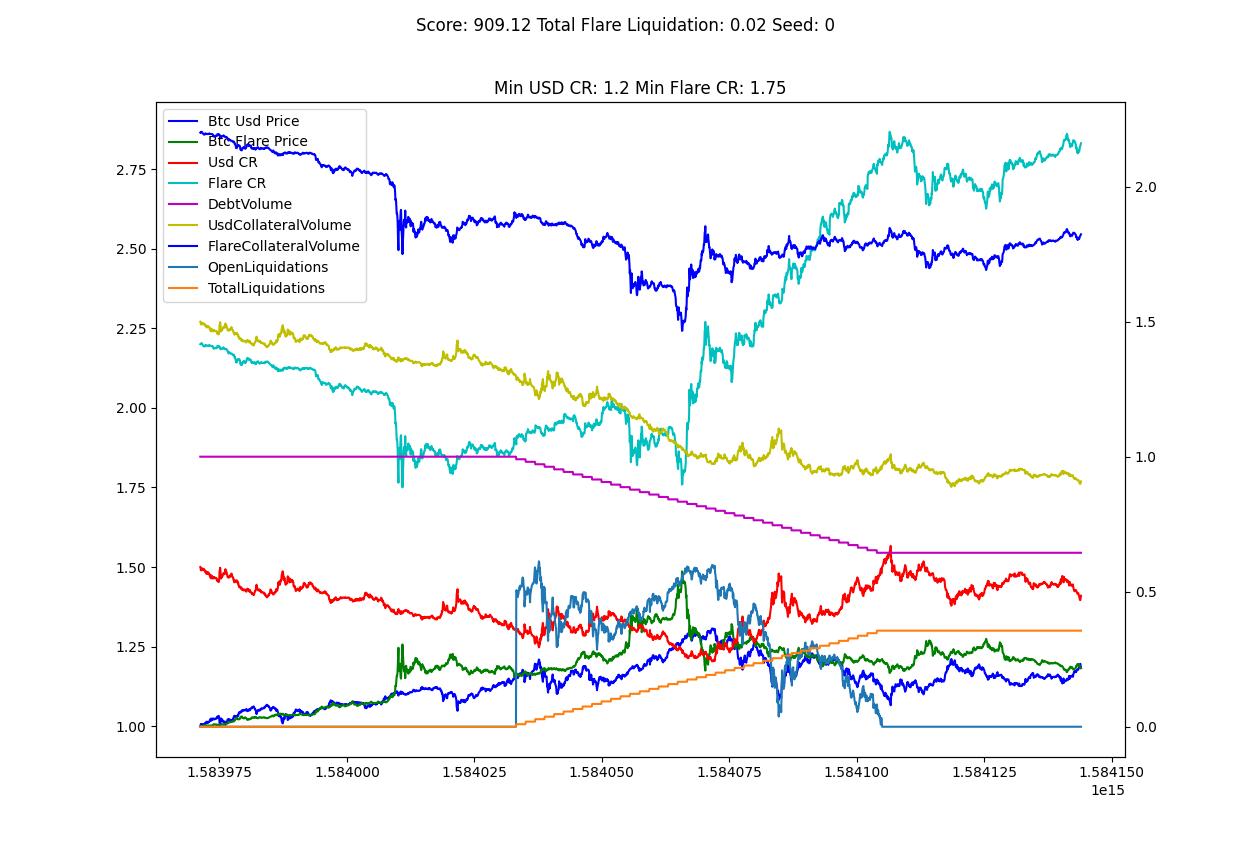 Score: 909.12 Total Flare Liquidation: 0.02 Seed: 0
Min USD CR: 1.2 Min Flare CR: 1.75
Btc Usd Price
Btc Flare Price
Usd CR
Flare CR
DebtVolume
UsdCollateralVolume
FlareCollateralVolume
OpenLiquidations
TotalLiquidations
2.75
2.50
2.25
2.00
1.75
1.50
1.25
1.00
2.0
1.5
1.0
0.5
0.0
1.583975 1.584000 1.584025 1.584050 1.584075 1.584100 1.584125 1.584150
1e15